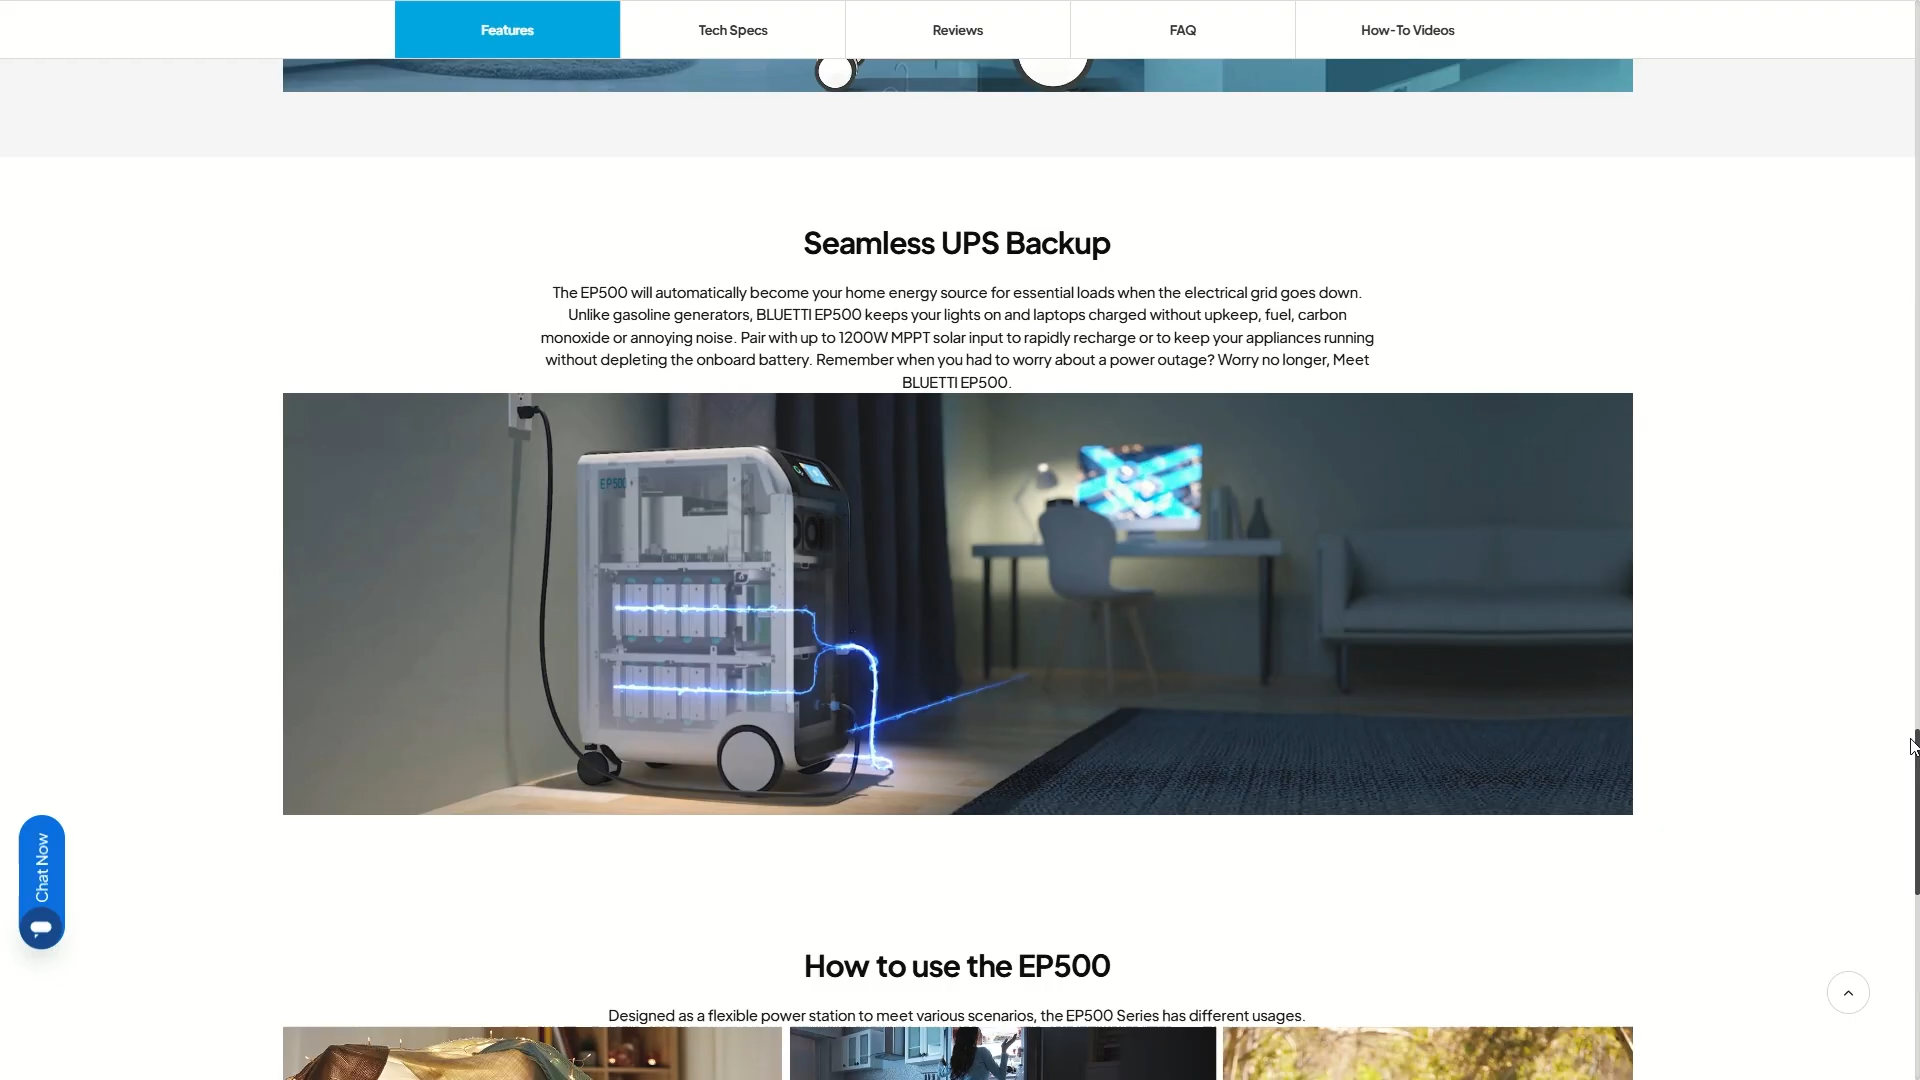 Features
Tech Specs
Reviews
FAQ
How-To Videos
Seamless UPS Backup
The EP500 will automatically become your home energy source for essential loads when the electrical grid goes down.
Unlike gasoline generators, BLUETTI EP500 keeps your lights on and laptops charged without upkeep, fuel, carbon
monoxide or annoying noise. Pair with up to 1200W MPPT solar input to rapidly recharge or to keep your appliances running
without depleting the onboard battery. Remember when you had to worry about a power outage? Worry no longer, Meet
BLUETTI EP500.
EP500
Chat Now
How to use the EP500
Designed as a flexible power station to meet various scenarios, the EP500 Series has different usages.